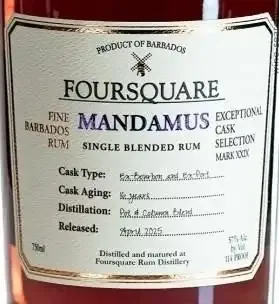 PRODUCT OF BARBADOS
FOURSQUARE
FINE
BARBADOS
RUM
MANDAMUS
SINGLE BLENDED RUM
EXCEPTIONAL
CASK
SELECTION
MARK XXIX
Cask Type: Ex-Bourbon and Ex-Port
Cask Aging: 16 years
Distillation: Pot & Column Blend
Released: April 2025
750ml
57% Alc
by Vol
114 PROOF
Distilled and matured at
Foursquare Rum Distillery